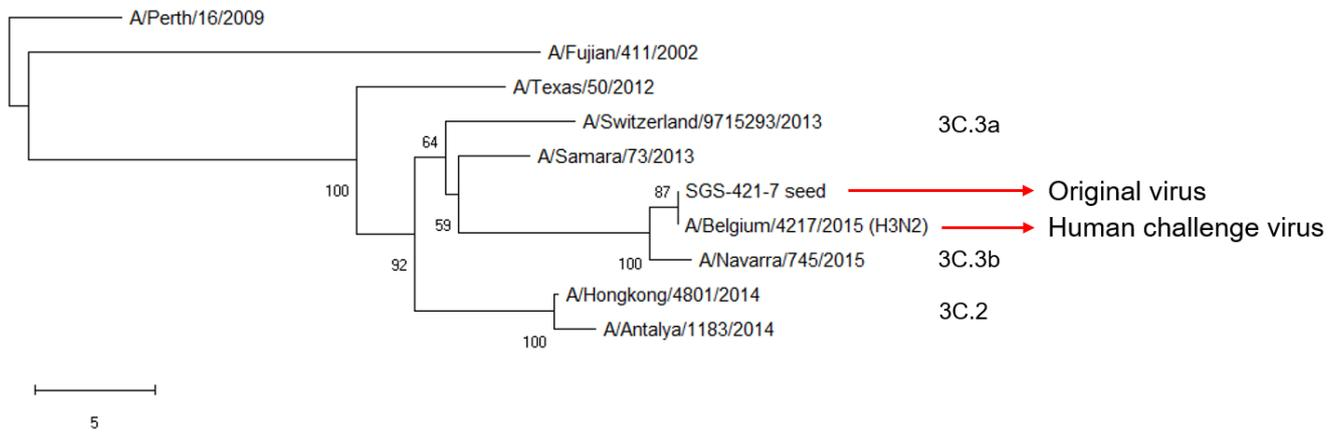 A/Perth/16/2009
A/Fujian/411/2002
A/Texas/50/2012
A/Switzerland/9715293/2013 3C.3a
64
A/Samara/73/2013
100
87 SGS-421-7 seed Original virus
59 A/Belgium/4217/2015 (H3N2) Human challenge virus
92 100 A/Navarra/745/2015 3C.3b
A/Hongkong/4801/2014
3C.2
A/Antalya/1183/2014
100
5